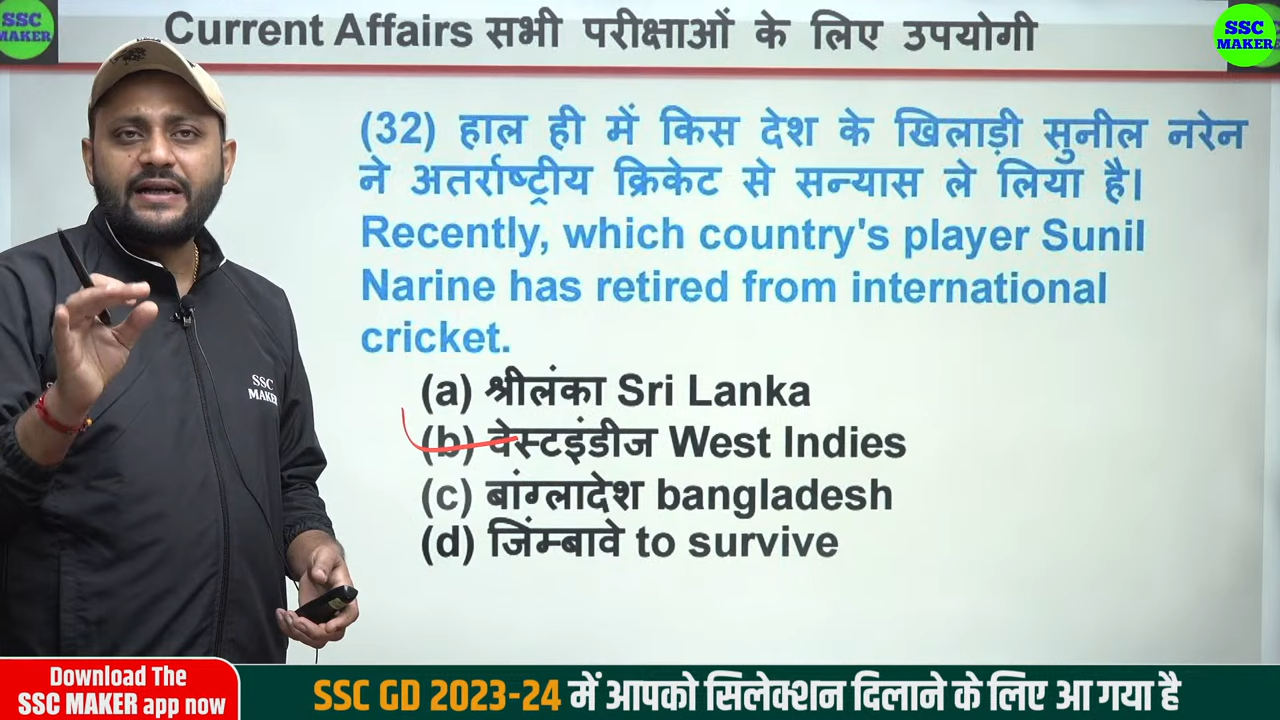 SSC
MAKER
Current Affairs सभी परीक्षाओं के लिए उपयोगी
SSC
MAKER
(32) हाल ही में किस देश के खिलाड़ी सुनील नरेन
ने अतर्राष्ट्रीय क्रिकेट से सन्यास ले लिया है।
Recently, which country's player Sunil
Narine has retired from international
cricket.
(a) श्रीलंका Sri Lanka
(b) वेस्टइंडीज West Indies
(c) बांग्लादेश bangladesh
(d) जिंम्बावे to survive
SSC
MAKER
Download The
SSC MAKER app now
SSC GD 2023-24 में आपको सिलेक्शन दिलाने के लिए आ गया है